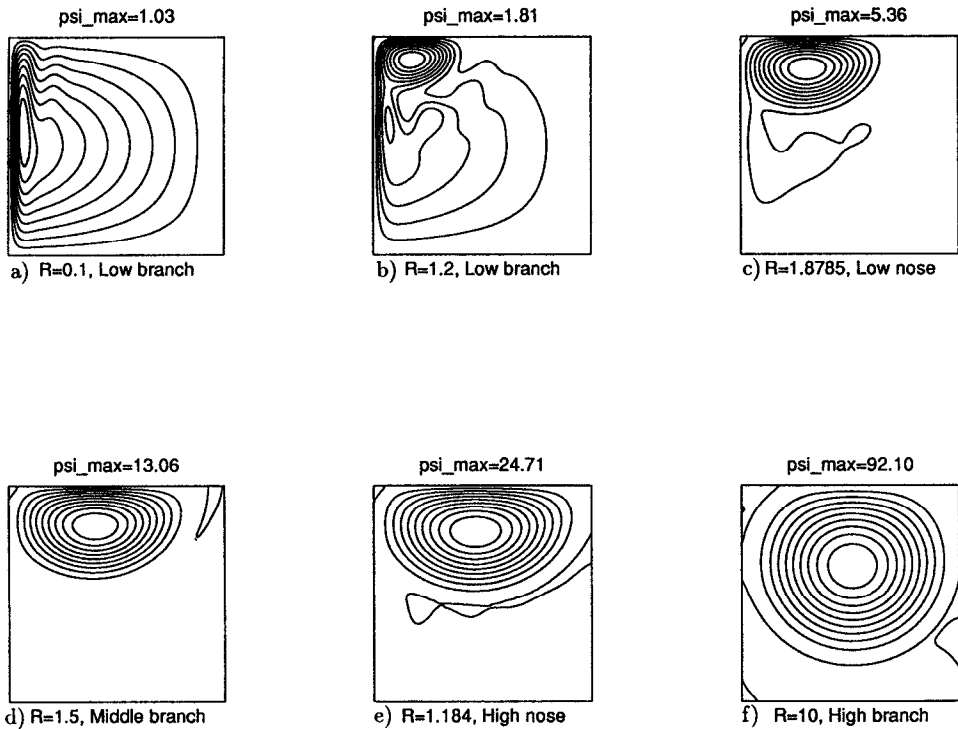 psi_max=1.03
psi_max=1.81
psi_max=5.36
a) R=0.1, Low branch
b) R=1.2, Low branch
c) R=1.8785, Low nose
psi_max=13.06
psi_max=24.71
psi_max=92.10
d) R=1.5, Middle branch
e) R=1.184, High nose
f) R=10, High branch